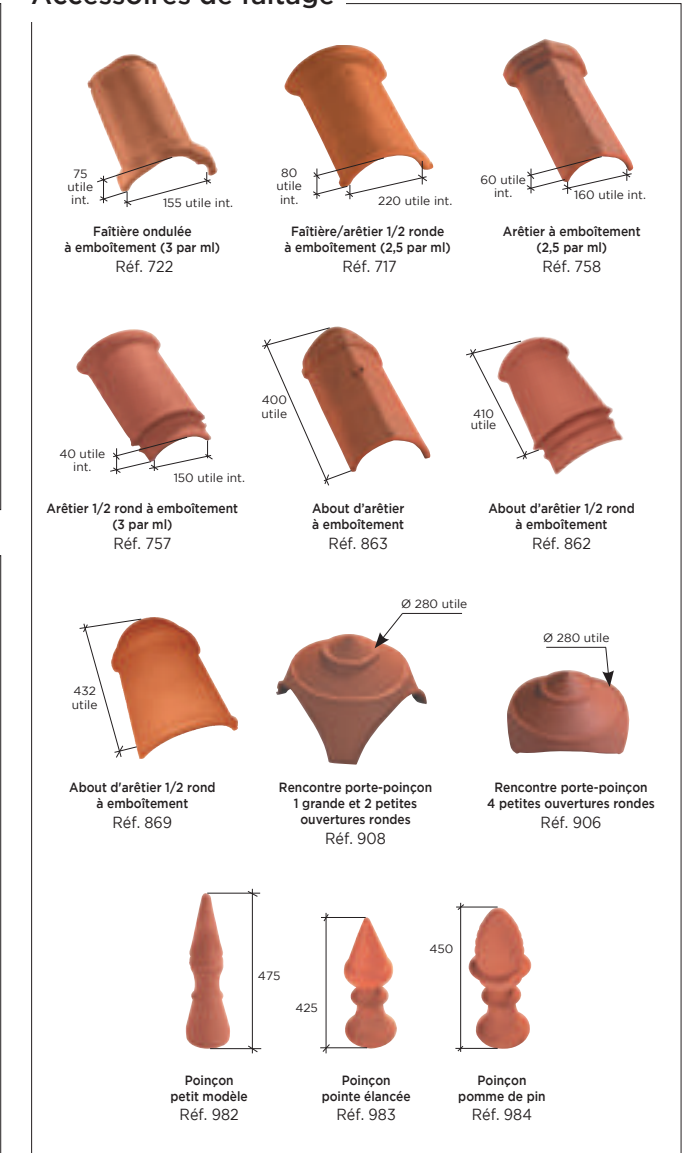 Accessoires de faîtage
75
utile
int.
155 utile int.
80
utile
int.
220 utile int.
60 utile
int.
160 utile int.
Faîtière ondulée
à emboîtement (3 par ml)
Réf. 722
Faîtière/arêtier 1/2 ronde
à emboîtement (2,5 par ml)
Réf. 717
Arêtier à emboîtement
(2,5 par ml)
Réf. 758
40 utile
int.
150 utile int.
400
utile
410
utile
Arêtier 1/2 rond à emboîtement
(3 par ml)
Réf. 757
About d'arêtier
à emboîtement
Réf. 863
About d'arêtier 1/2 rond
à emboîtement
Réf. 862
432
utile
Ø 280 utile
Ø 280 utile
About d'arêtier 1/2 rond
à emboîtement
Réf. 869
Rencontre porte-poinçon
1 grande et 2 petites
ouvertures rondes
Réf. 908
Rencontre porte-poinçon
4 petites ouvertures rondes
Réf. 906
475
425
450
Poinçon
petit modèle
Réf. 982
Poinçon
pointe élancée
Réf. 983
Poinçon
pomme de pin
Réf. 984